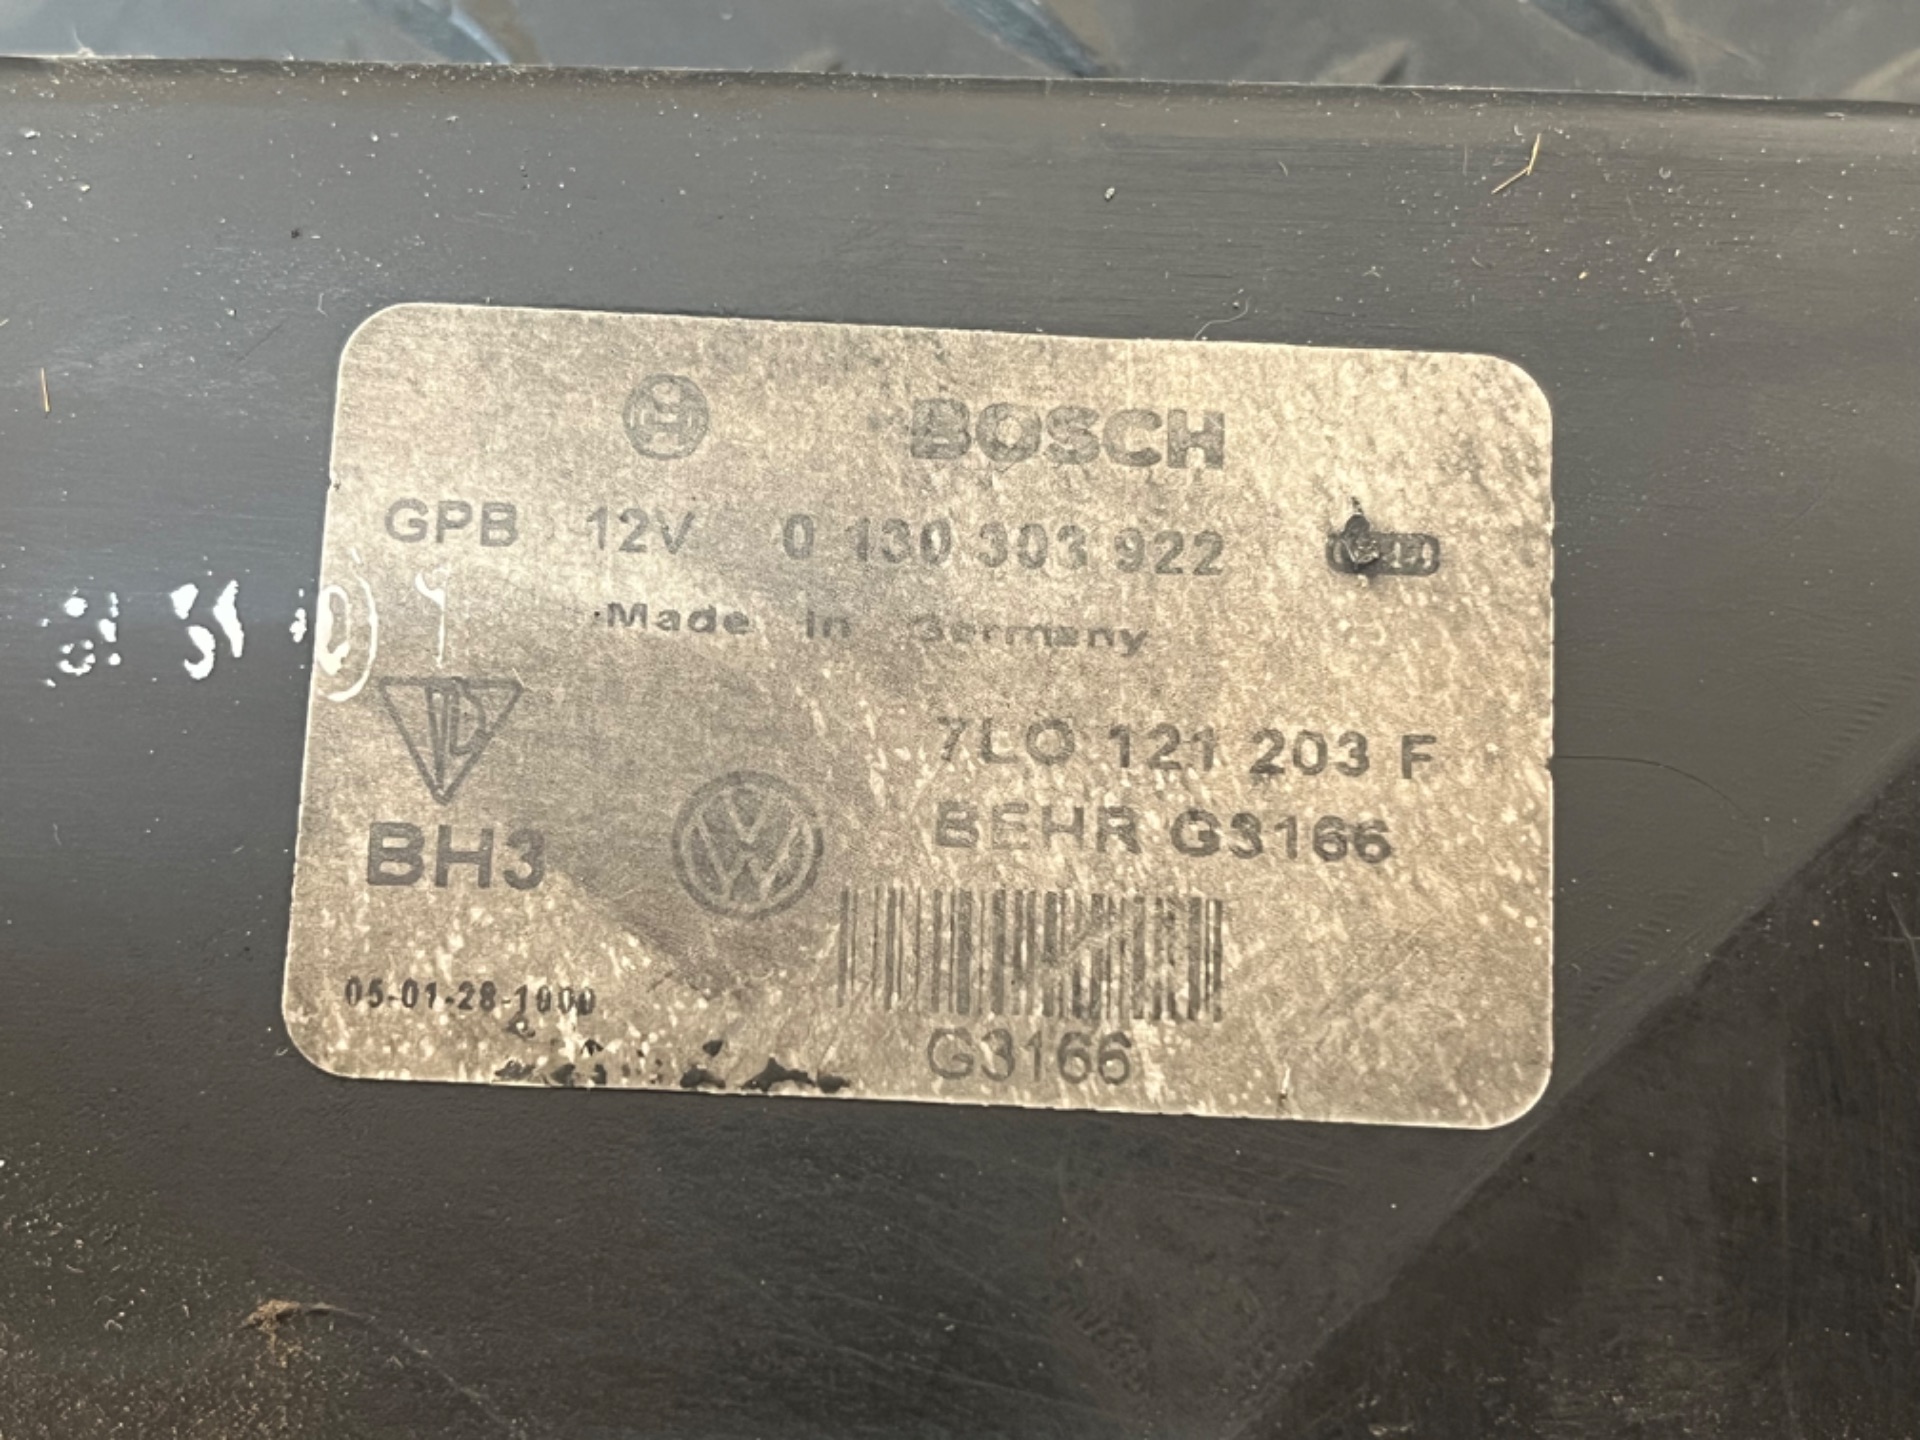 BOSCH
GPB 12V 0 130 303 922
Made in Germany
7L0 121 203 F
BH3
BEHR G3166
05-01-28-1000
G3166